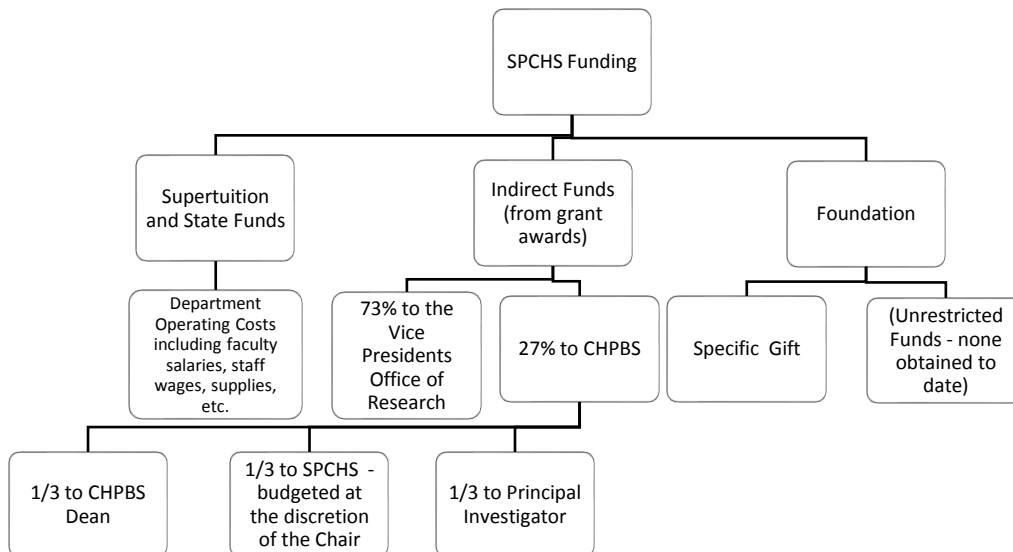 SPCHS Funding
Supertuition
and State Funds
Indirect Funds
(from grant
awards)
Foundation
Department
Operating Costs
including faculty
salaries, staff
wages, supplies,
etc.
73% to the
Vice
Presidents
Office of
Research
27% to CHPBS
Specific Gift
(Unrestricted
Funds - none
obtained to
date)
1/3 to CHPBS
Dean
1/3 to SPCHS -
budgeted at
the discretion
of the Chair
1/3 to Principal
Investigator